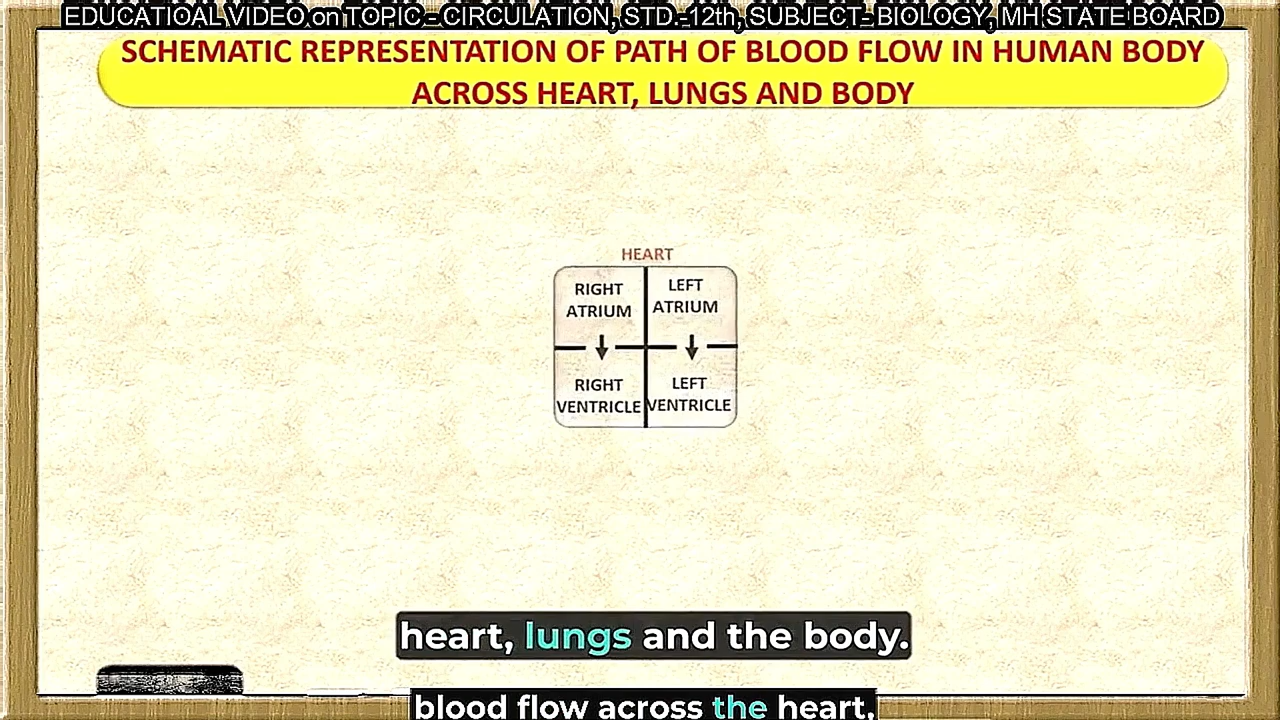 EDUCATIOAL VIDEO on TOPIC - CIRCULATION, STD.-12th, SUBJECT- BIOLOGY, MH STATE BOARD
SCHEMATIC REPRESENTATION OF PATH OF BLOOD FLOW IN HUMAN BODY
ACROSS HEART, LUNGS AND BODY
HEART
RIGHT
ATRIUM
LEFT
ATRIUM
RIGHT
VENTRICLE
LEFT
VENTRICLE
heart, lungs and the body.
blood flow across the heart,